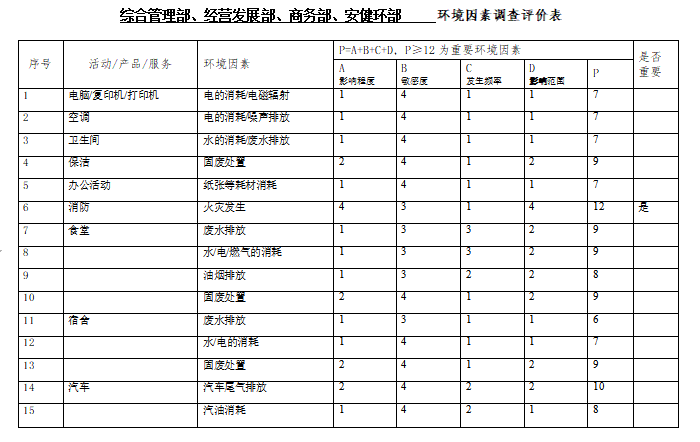 综合管理部、经营发展部、商务部、安健环部 环境因素调查评价表
序号 活动/产品/服务 环境因素 P=A+B+C+D，P≥12为重要环境因素 是否重要
A 影响程度 B 敏感度 C 发生频率 D 影响范围 P
1 电脑/复印机/打印机 电的消耗/电磁辐射 1 4 1 1 7
2 空调 电的消耗/噪声排放 1 4 1 1 7
3 卫生间 水的消耗/废水排放 1 4 1 1 7
4 保洁 固废处置 2 4 1 2 9
5 办公活动 纸张等耗材消耗 1 4 1 1 7
6 消防 火灾发生 4 3 1 4 12 是
7 食堂 废水排放 1 3 3 2 9
8 水/电/燃气的消耗 1 3 3 2 9
9 油烟排放 1 3 2 2 8
10 固废处置 2 4 1 2 9
11 宿舍 废水排放 1 3 1 1 6
12 水/电的消耗 1 4 1 1 7
13 固废处置 2 4 1 2 9
14 汽车 汽车尾气排放 2 4 2 2 10
15 汽油消耗 1 4 2 1 8